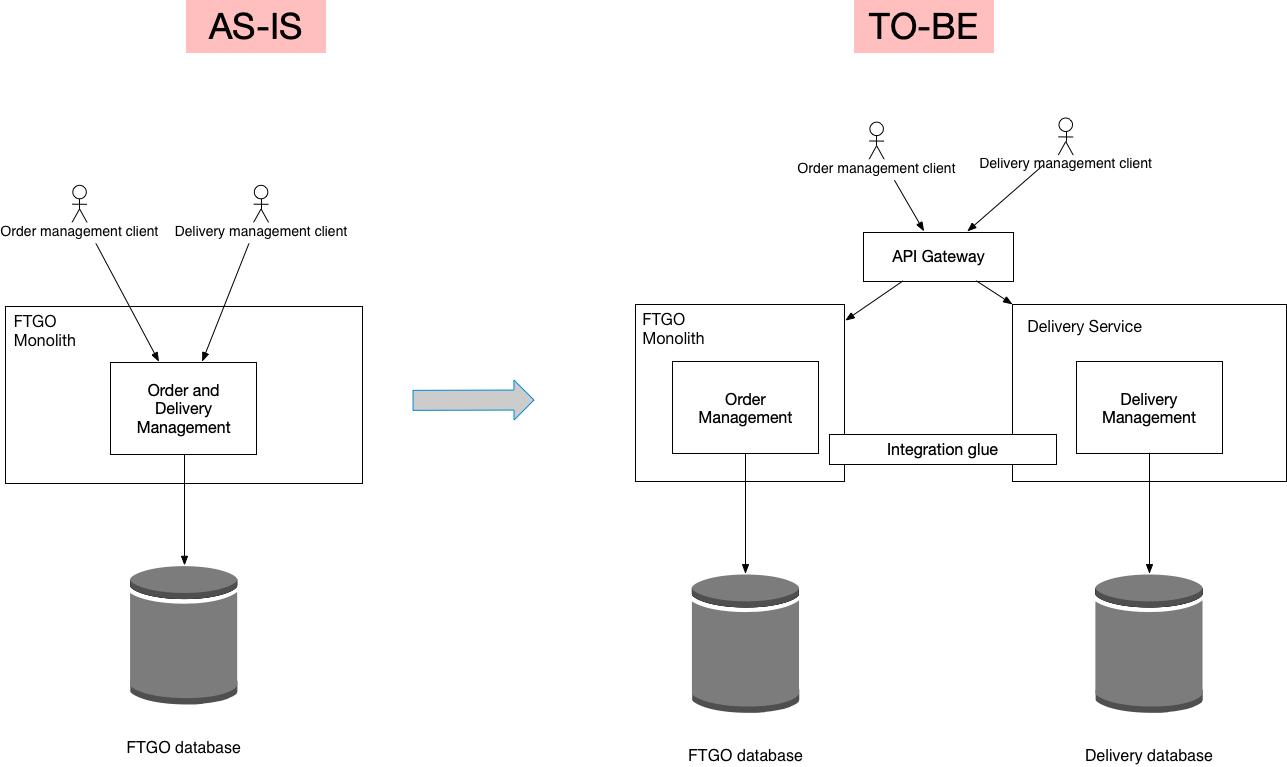 AS-IS
Order management client
Delivery management client
FTGO
Monolith
Order and
Delivery
Management
FTGO database
TO-BE
Order management client
Delivery management client
API Gateway
FTGO
Monolith
Order
Management
Delivery Service
Delivery
Management
Integration glue
FTGO database
Delivery database